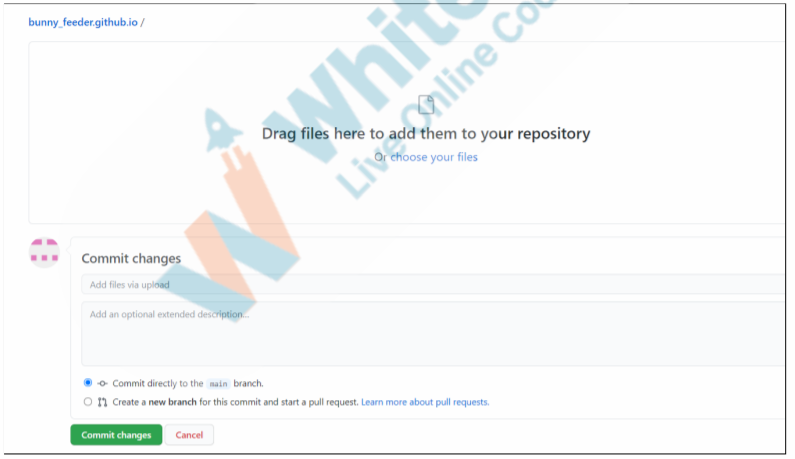 bunny_feeder.github.io /
White
Live Online Cod
Drag files here to add them to your repository
Or choose your files
Commit changes
Add files via upload
Add an optional extended description...
Commit directly to the main branch.
Create a new branch for this commit and start a pull request. Learn more about pull requests.
Commit changes Cancel